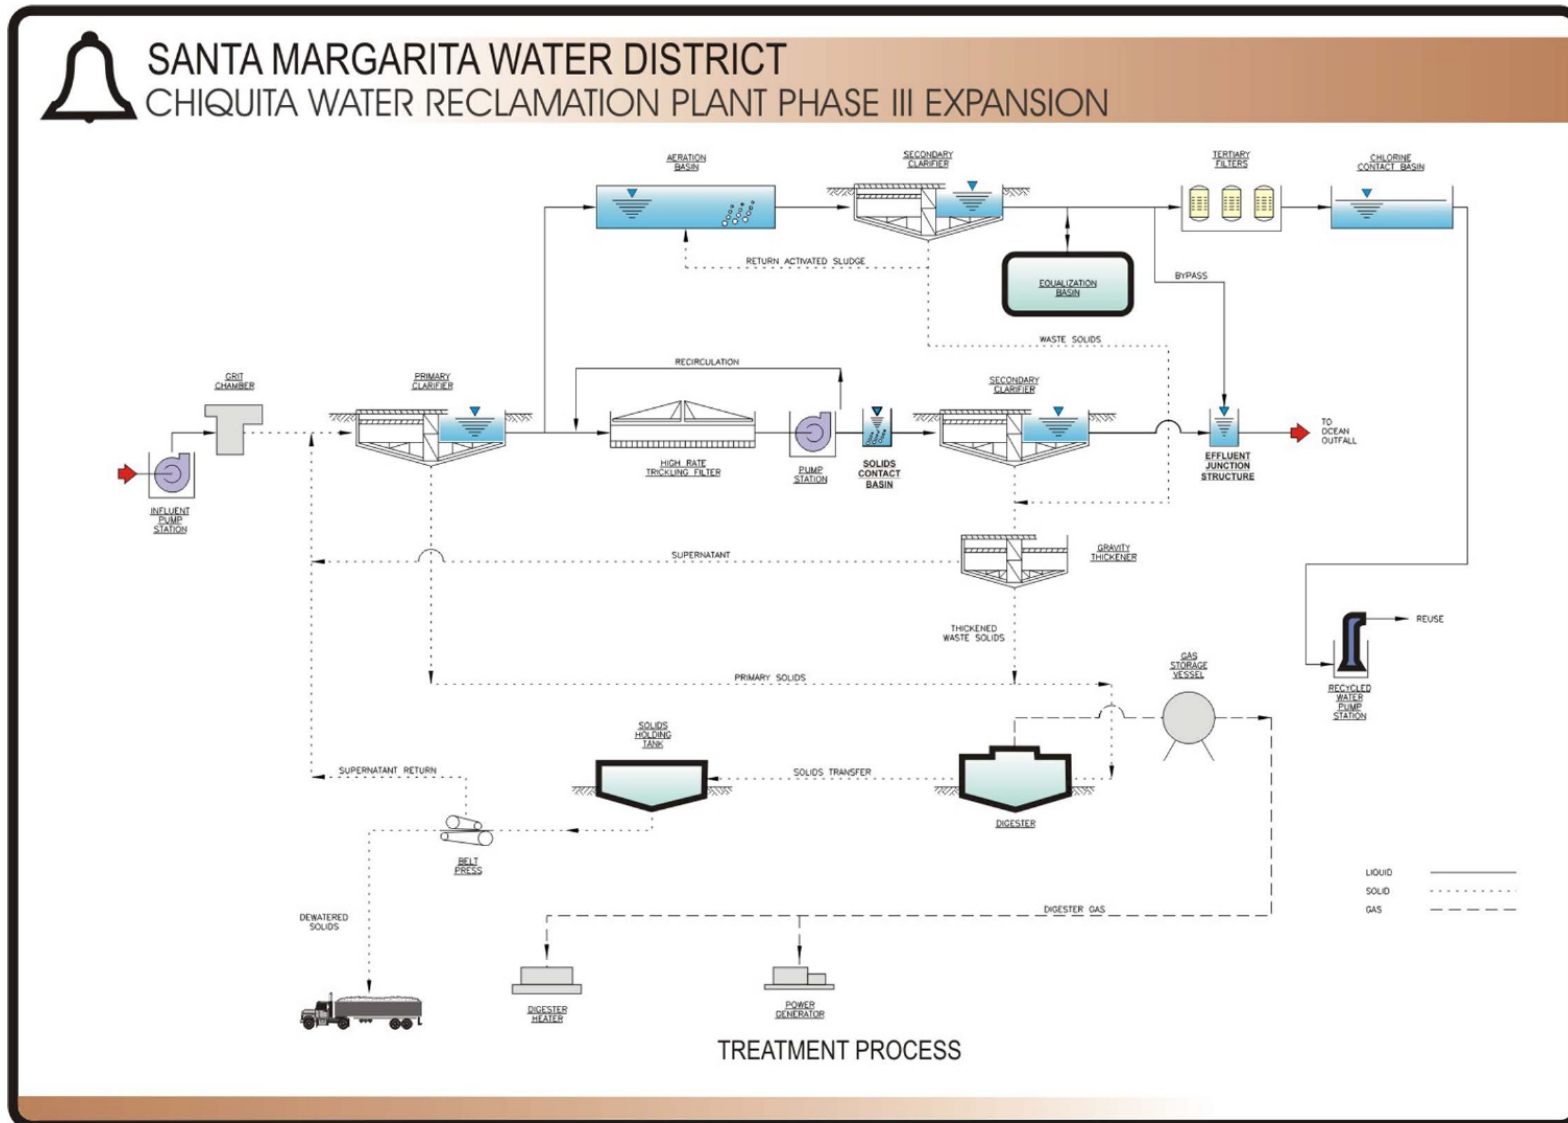 SANTA MARGARITA WATER DISTRICT
CHIQUITA WATER RECLAMATION PLANT PHASE III EXPANSION
AERATION
BASIN
SECONDARY
CLARIFIER
TERTIARY
FILTERS
CHLORINE
CONTACT BASIN
RETURN ACTIVATED SLUDGE
EQUALIZATION
BASIN
BYPASS
WASTE SOLIDS
RECIRCULATION
GRIT
CHAMBER
PRIMARY
CLARIFIER
SECONDARY
CLARIFIER
INFLUENT
PUMP
STATION
HIGH RATE
TRICKLING FILTER
PUMP
STATION
SOLIDS
CONTACT
BASIN
EFFLUENT
JUNCTION
STRUCTURE
TO
OCEAN
OUTFALL
SUPERNATANT
GRAVITY
THICKENER
THICKENED
WASTE SOLIDS
REUSE
RECYCLED
WATER
PUMP
STATION
PRIMARY SOLIDS
GAS
STORAGE
VESSEL
SOLIDS
HOLDING
TANK
SUPERNATANT RETURN
SOLIDS TRANSFER
DIGESTER
BELT
PRESS
DEWATERED
SOLIDS
DIGESTER GAS
LIQUID
SOLID
GAS
DIGESTER
HEATER
POWER
GENERATOR
TREATMENT PROCESS